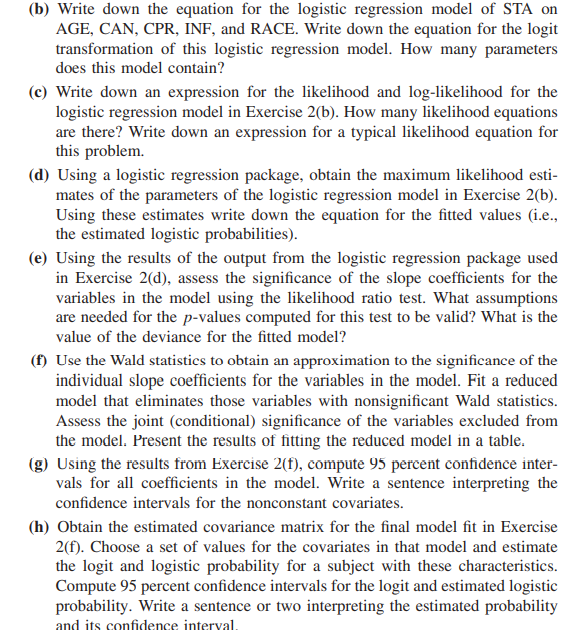 (b) Write down the equation for the logistic regression model of STA on
AGE, CAN, CPR, INF, and RACE. Write down the equation for the logit
transformation of this logistic regression model. How many parameters
does this model contain?
(c) Write down an expression for the likelihood and log-likelihood for the
logistic regression model in Exercise 2(b). How many likelihood equations
are there? Write down an expression for a typical likelihood equation for
this problem.
(d) Using a logistic regression package, obtain the maximum likelihood esti-
mates of the parameters of the logistic regression model in Exercise 2(b).
Using these estimates write down the equation for the fitted values (i.e.,
the estimated logistic probabilities).
(e) Using the results of the output from the logistic regression package used
in Exercise 2(d), assess the significance of the slope coefficients for the
variables in the model using the likelihood ratio test. What assumptions
are needed for the p-values computed for this test to be valid? What is the
value of the deviance for the fitted model?
(f) Use the Wald statistics to obtain an approximation to the significance of the
individual slope coefficients for the variables in the model. Fit a reduced
model that eliminates those variables with nonsignificant Wald statistics.
Assess the joint (conditional) significance of the variables excluded from
the model. Present the results of fitting the reduced model in a table.
(g) Using the results from Exercise 2(f), compute 95 percent confidence inter-
vals for all coefficients in the model. Write a sentence interpreting the
confidence intervals for the nonconstant covariates.
(h) Obtain the estimated covariance matrix for the final model fit in Exercise
2(f). Choose a set of values for the covariates in that model and estimate
the logit and logistic probability for a subject with these characteristics.
Compute 95 percent confidence intervals for the logit and estimated logistic
probability. Write a sentence or two interpreting the estimated probability
and its confidence interval.